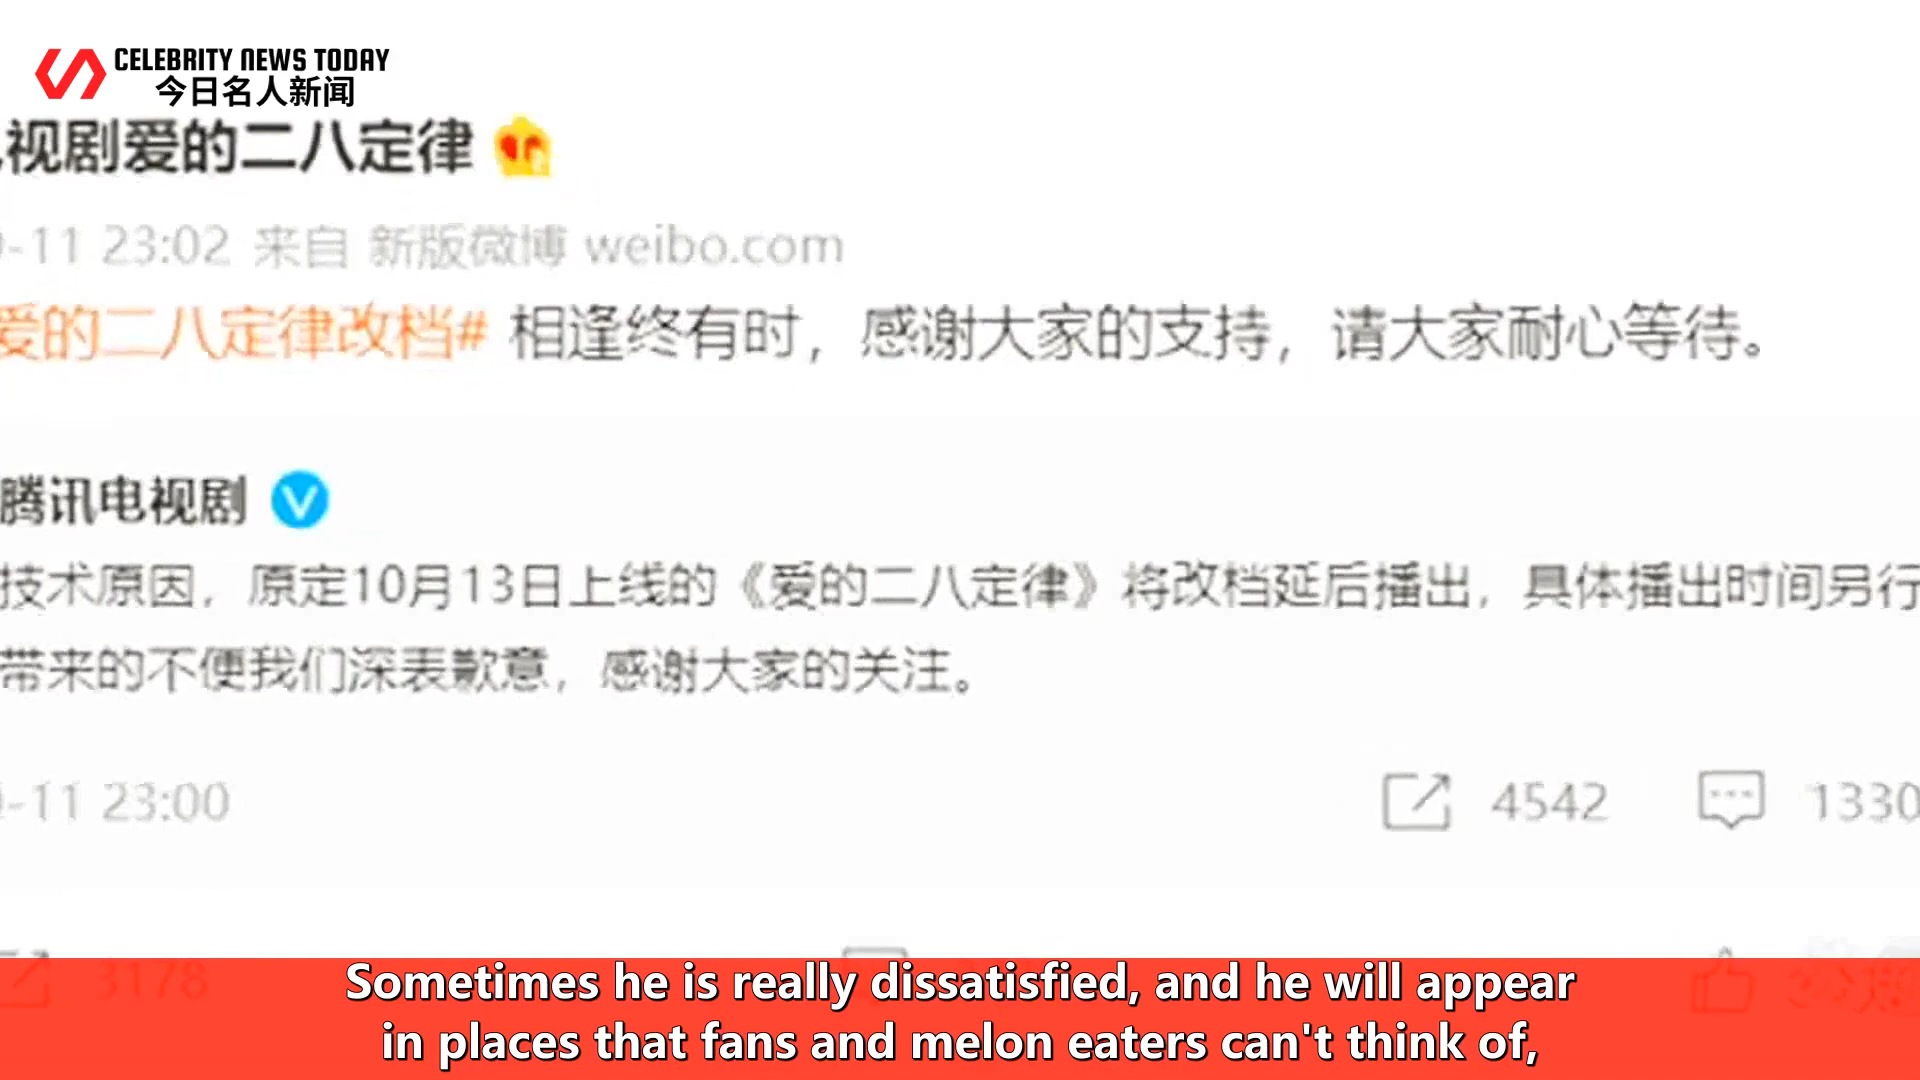 CELEBRITY NEWS TODAY
今日名人新闻
视剧爱的二八定律
-11 23:02 来自 新版微博 weibo.com
爱的二八定律改档# 相逢终有时，感谢大家的支持，请大家耐心等待。
腾讯电视剧
技术原因，原定10月13日上线的《爱的二八定律》将改档延后播出，具体播出时间另行
带来的不便我们深表歉意，感谢大家的关注。
-11 23:00
4542
1330
3178
Sometimes he is really dissatisfied, and he will appear
in places that fans and melon eaters can't think of,